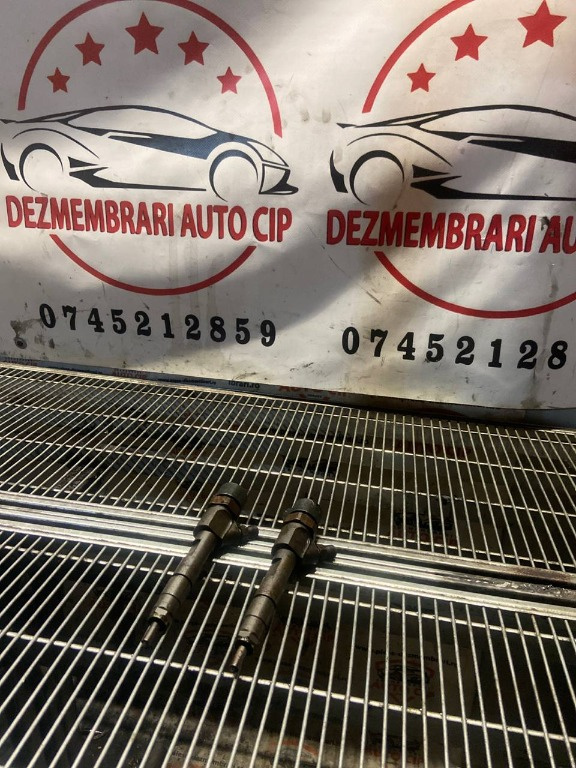 DEZMEMBRARI AUTO CIP
0745212859
DEZMEMBRARI AU
07452128